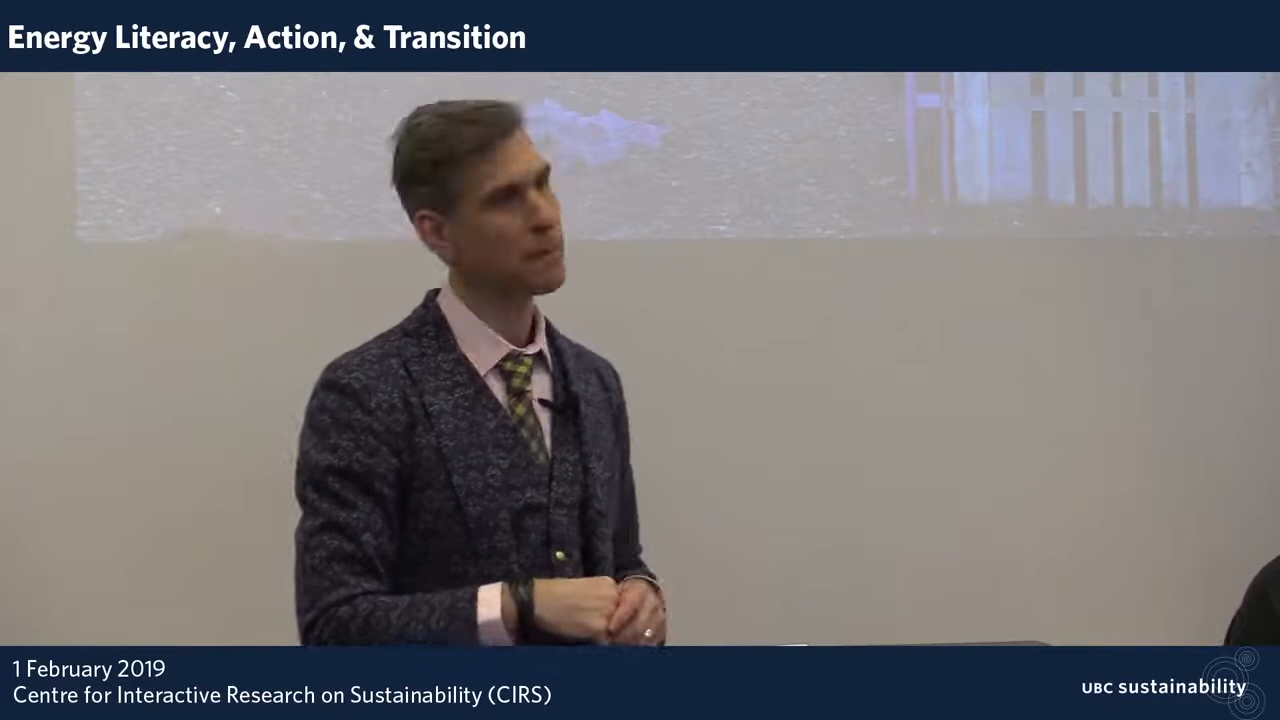 Energy Literacy, Action, & Transition
1 February 2019
Centre for Interactive Research on Sustainability (CIRS)
UBC sustainability